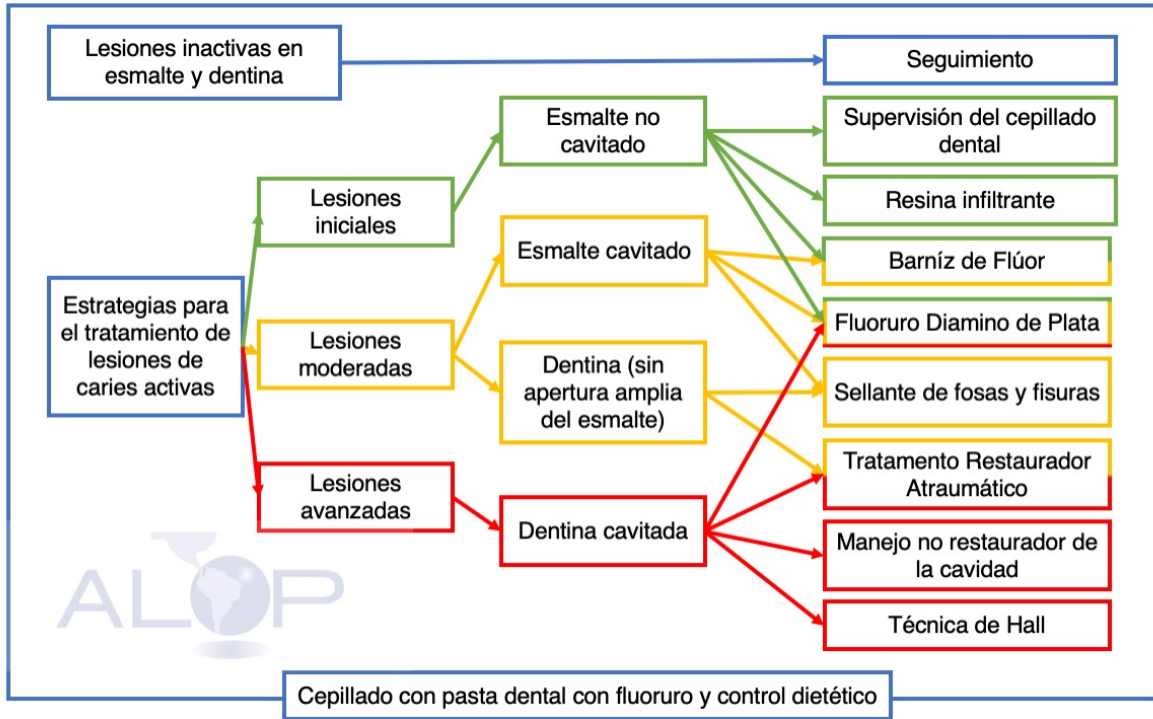 Lesiones inactivas en
esmalte y dentina
Seguimiento
Esmalte no
cavitado
Supervisión del cepillado
dental
Lesiones
iniciales
Resina infiltrante
Esmalte cavitado
Barníz de Flúor
Estrategias para
el tratamiento de
lesiones de
caries activas
Lesiones
moderadas
Fluoruro Diamino de Plata
Dentina (sin
apertura amplia
del esmalte)
Sellante de fosas y fisuras
Lesiones
avanzadas
Tratamento Restaurador
Atraumático
Dentina cavitada
Manejo no restaurador de
la cavidad
Técnica de Hall
ALOP
Cepillado con pasta dental con fluoruro y control dietético